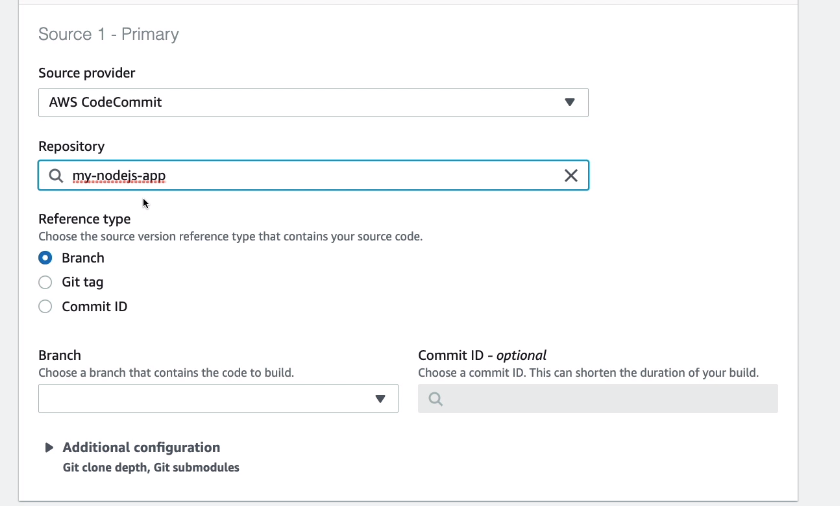 Source 1 - Primary
Source provider
AWS CodeCommit
Repository
my-nodejs-app
Reference type
Choose the source version reference type that contains your source code.
Branch
Git tag
Commit ID
Branch
Choose a branch that contains the code to build.
Commit ID - optional
Choose a commit ID. This can shorten the duration of your build.
Additional configuration
Git clone depth, Git submodules